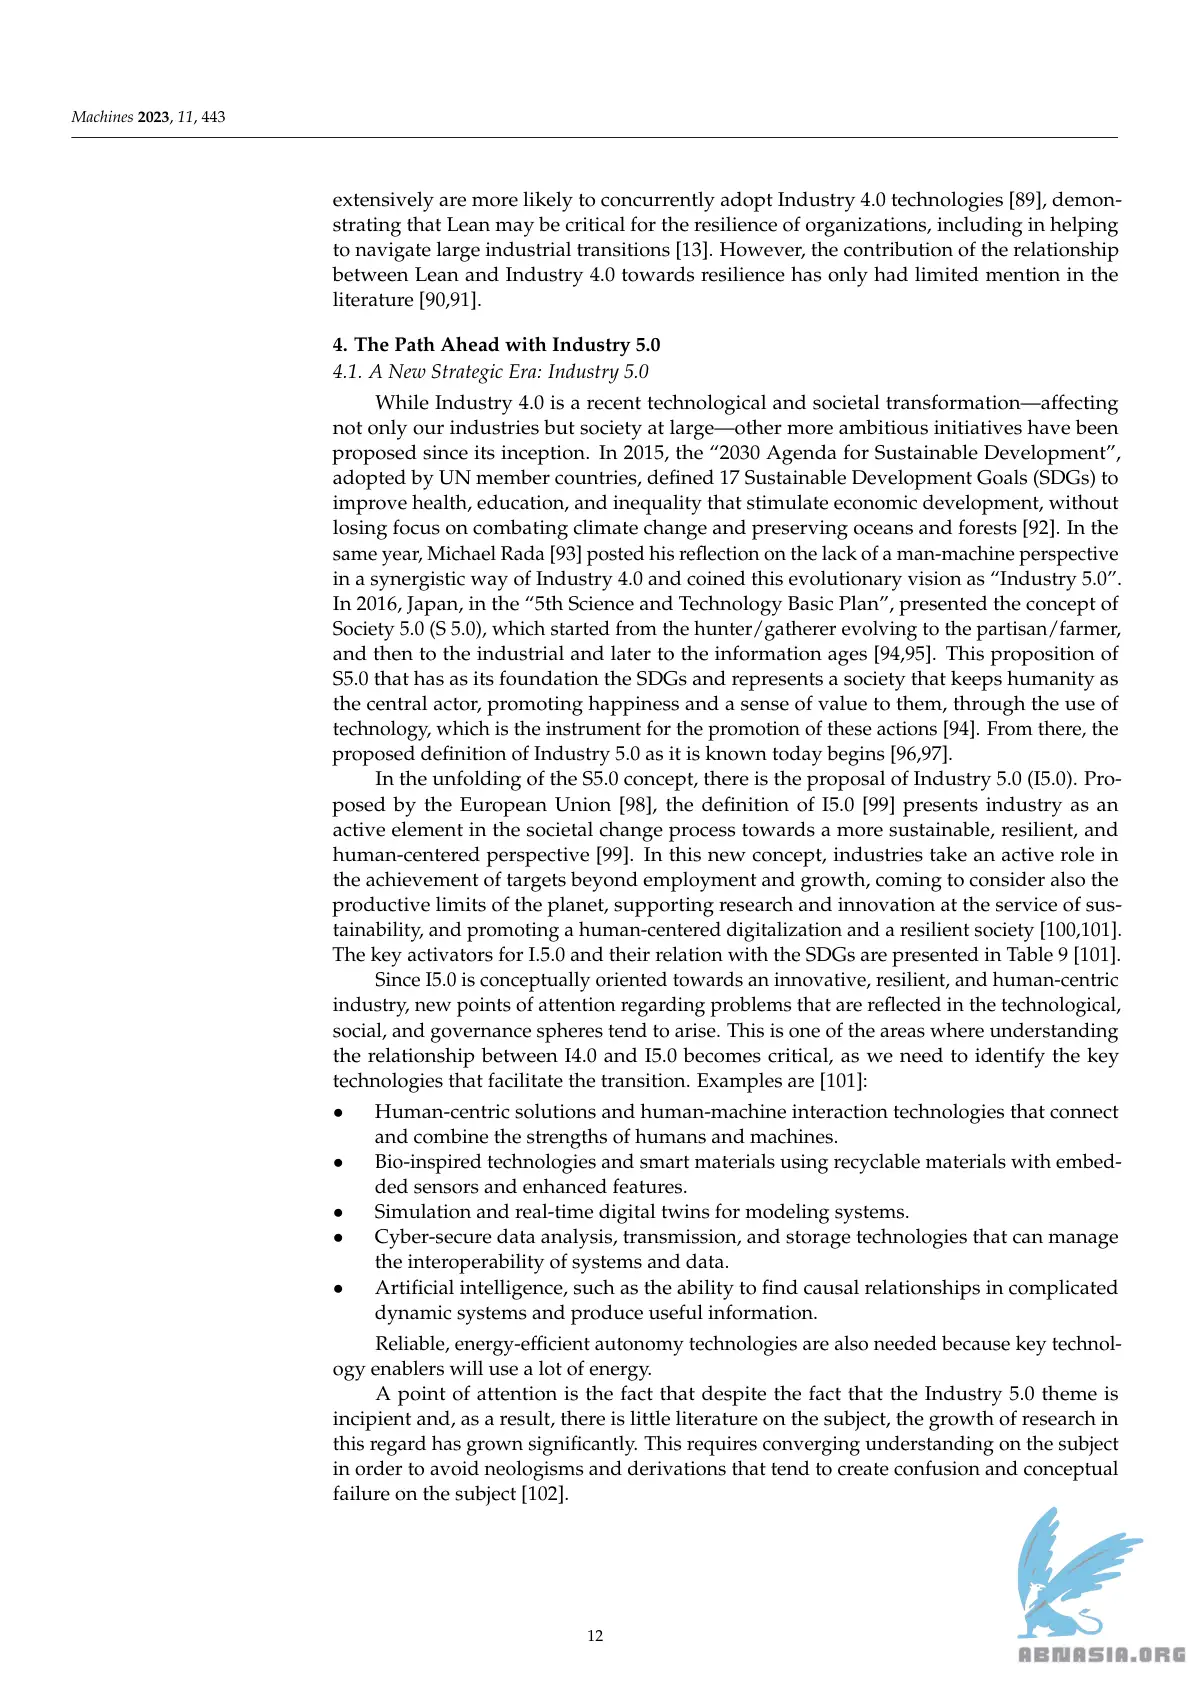 Machines 2023, 11, 443
extensively are more likely to concurrently adopt Industry 4.0 technologies [89], demon-
strating that Lean may be critical for the resilience of organizations, including in helping
to navigate large industrial transitions [13]. However, the contribution of the relationship
between Lean and Industry 4.0 towards resilience has only had limited mention in the
literature [90,91].
4. The Path Ahead with Industry 5.0
4.1. A New Strategic Era: Industry 5.0
While Industry 4.0 is a recent technological and societal transformation—affecting
not only our industries but society at large—other more ambitious initiatives have been
proposed since its inception. In 2015, the “2030 Agenda for Sustainable Development”,
adopted by UN member countries, defined 17 Sustainable Development Goals (SDGs) to
improve health, education, and inequality that stimulate economic development, without
losing focus on combating climate change and preserving oceans and forests [92]. In the
same year, Michael Rada [93] posted his reflection on the lack of a man-machine perspective
in a synergistic way of Industry 4.0 and coined this evolutionary vision as “Industry 5.0”.
In 2016, Japan, in the “5th Science and Technology Basic Plan”, presented the concept of
Society 5.0 (S 5.0), which started from the hunter/gatherer evolving to the partisan/farmer,
and then to the industrial and later to the information ages [94,95]. This proposition of
S5.0 that has as its foundation the SDGs and represents a society that keeps humanity as
the central actor, promoting happiness and a sense of value to them, through the use of
technology, which is the instrument for the promotion of these actions [94]. From there, the
proposed definition of Industry 5.0 as it is known today begins [96,97].
In the unfolding of the S5.0 concept, there is the proposal of Industry 5.0 (I5.0). Pro-
posed by the European Union [98], the definition of I5.0 [99] presents industry as an
active element in the societal change process towards a more sustainable, resilient, and
human-centered perspective [99]. In this new concept, industries take an active role in
the achievement of targets beyond employment and growth, coming to consider also the
productive limits of the planet, supporting research and innovation at the service of sus-
tainability, and promoting a human-centered digitalization and a resilient society [100,101].
The key activators for I.5.0 and their relation with the SDGs are presented in Table 9 [101].
Since I5.0 is conceptually oriented towards an innovative, resilient, and human-centric
industry, new points of attention regarding problems that are reflected in the technological,
social, and governance spheres tend to arise. This is one of the areas where understanding
the relationship between I4.0 and I5.0 becomes critical, as we need to identify the key
technologies that facilitate the transition. Examples are [101]:
• Human-centric solutions and human-machine interaction technologies that connect
and combine the strengths of humans and machines.
• Bio-inspired technologies and smart materials using recyclable materials with embed-
ded sensors and enhanced features.
• Simulation and real-time digital twins for modeling systems.
• Cyber-secure data analysis, transmission, and storage technologies that can manage
the interoperability of systems and data.
• Artificial intelligence, such as the ability to find causal relationships in complicated
dynamic systems and produce useful information.
Reliable, energy-efficient autonomy technologies are also needed because key technol-
ogy enablers will use a lot of energy.
A point of attention is the fact that despite the fact that the Industry 5.0 theme is
incipient and, as a result, there is little literature on the subject, the growth of research in
this regard has grown significantly. This requires converging understanding on the subject
in order to avoid neologisms and derivations that tend to create confusion and conceptual
failure on the subject [102].
12
ABNASIA.ORG